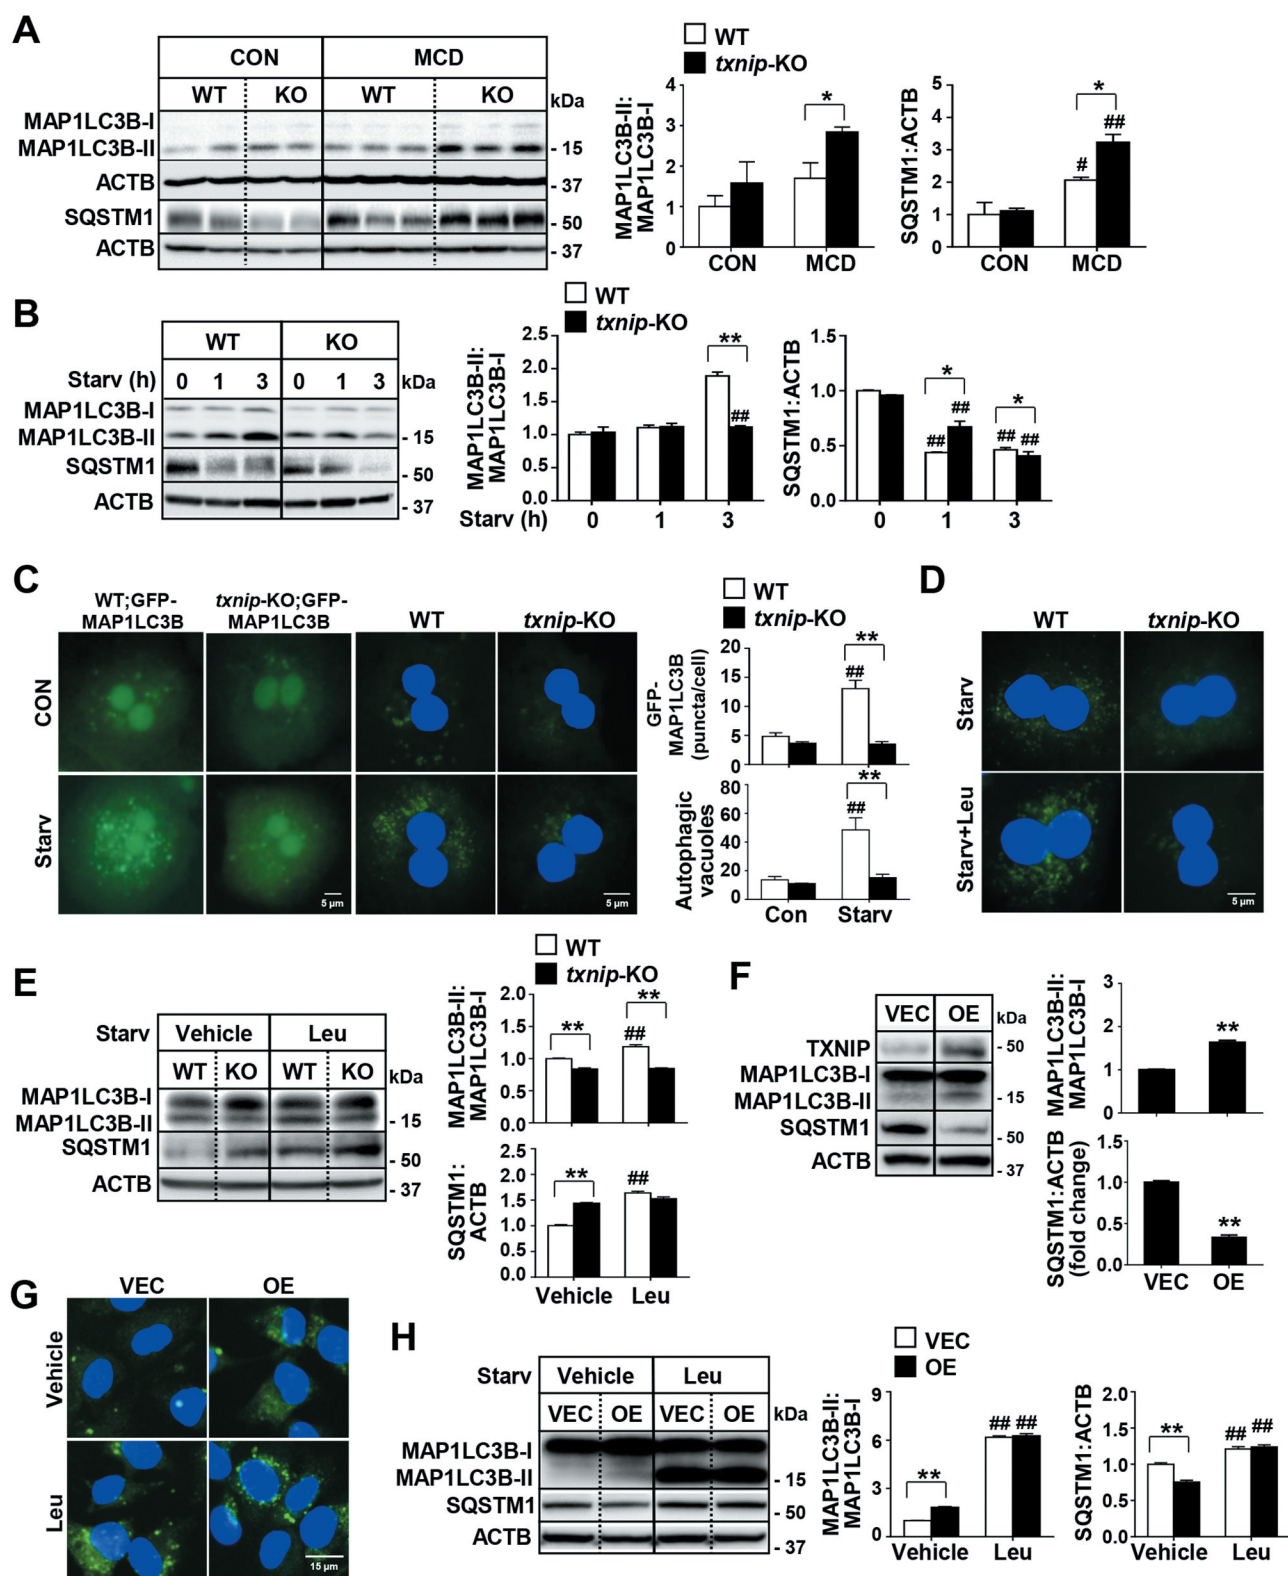 A
CON MCD
WT KO WT KO kDa
MAP1LC3B-I
MAP1LC3B-II - 15
ACTB - 37
SQSTM1 - 50
ACTB - 37
WT
txnip-KO
MAP1LC3B-II:
MAP1LC3B-I
4
3
2
1
0
*
CON MCD
SQSTM1:ACTB
5
4
3
2
1
0
*
# ##
CON MCD
B
WT KO
Starv (h) 0 1 3 0 1 3 kDa
MAP1LC3B-I
MAP1LC3B-II - 15
SQSTM1 - 50
ACTB - 37
WT
txnip-KO
MAP1LC3B-II:
MAP1LC3B-I
2.5
2.0
1.5
1.0
0.5
0.0
**
##
Starv (h) 0 1 3
SQSTM1:ACTB
1.5
1.0
0.5
0.0
* *
## ## ## ##
0 1 3
C
WT;GFP-
MAP1LC3B
txnip-KO;GFP-
MAP1LC3B
WT txnip-KO
CON
Starv
5 µm 5 µm
WT
txnip-KO
GFP-
MAP1LC3B
(puncta/cell)
20
15
10
5
0
**
##
Autophagic
vacuoles
80
60
40
20
0
**
##
Con Starv
D
WT txnip-KO
Starv
Starv+Leu
5 µm
E
Starv Vehicle Leu
WT KO WT KO kDa
MAP1LC3B-I
MAP1LC3B-II - 15
SQSTM1 - 50
ACTB - 37
WT
txnip-KO
MAP1LC3B-II:
MAP1LC3B-I
2.0
1.5
1.0
0.5
0.0
** **
##
SQSTM1:
ACTB
2.5
2.0
1.5
1.0
0.5
0.0
** ##
Vehicle Leu
F
VEC OE kDa
TXNIP - 50
MAP1LC3B-I
MAP1LC3B-II - 15
SQSTM1 - 50
ACTB - 37
MAP1LC3B-II:
MAP1LC3B-I
3
2
1
0
**
SQSTM1:ACTB
(fold change)
1.5
1.0
0.5
0.0
**
VEC OE
G
VEC OE
Vehicle
Leu
15 µm
H
Starv Vehicle Leu
VEC OE VEC OE kDa
MAP1LC3B-I
MAP1LC3B-II - 15
SQSTM1 - 50
ACTB - 37
VEC
OE
MAP1LC3B-II:
MAP1LC3B-I
9
6
3
0
**
## ##
Vehicle Leu
SQSTM1:ACTB
2.0
1.5
1.0
0.5
0.0
**
## ##
Vehicle Leu